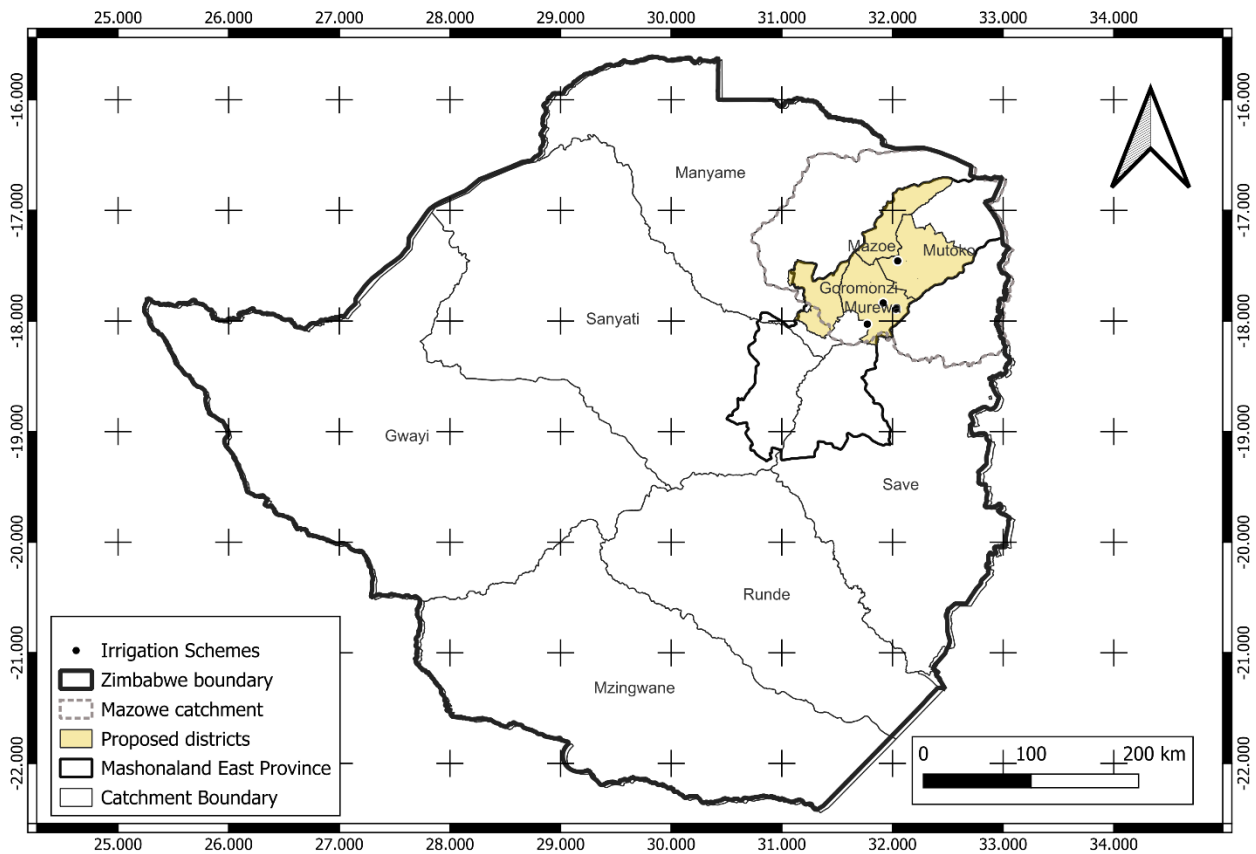 25.000 26.000 27.000 28.000 29.000 30.000 31.000 32.000 33.000 34.000
-16.000 -16.000
Manyame
-17.000 -17.000
Mazoe Mutoko
Goromonzi
Murewa
-18.000 -18.000
Sanyati
-19.000 -19.000
Gwayi
Save
-20.000 -20.000
Runde
-21.000 -21.000
Mzingwane
-22.000 -22.000
Irrigation Schemes
Zimbabwe boundary
Mazowe catchment
Proposed districts
Mashonaland East Province
Catchment Boundary
0 100 200 km
25.000 26.000 27.000 28.000 29.000 30.000 31.000 32.000 33.000 34.000